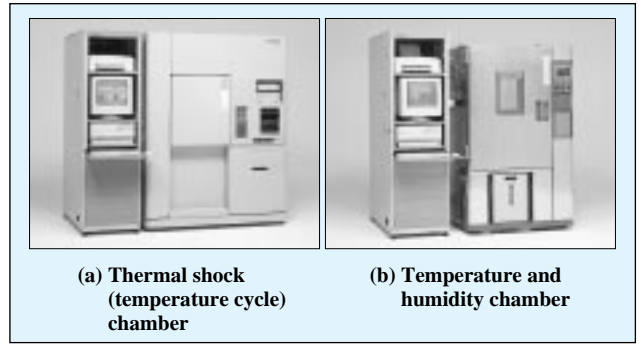 (a) Thermal shock
(temperature cycle)
chamber
(b) Temperature and
humidity chamber